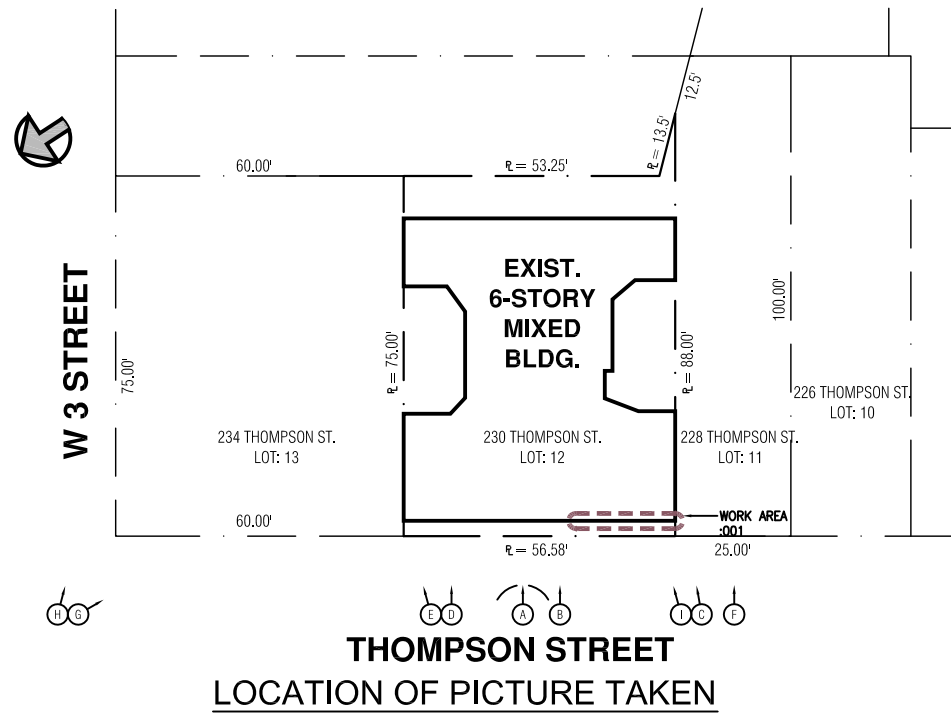 12.5'
℄ = 13.5'
60.00'
℄ = 53.25'
EXIST.
6-STORY
MIXED
BLDG.
W 3 STREET
75.00'
℄ = 75.00'
℄ = 88.00'
100.00'
226 THOMPSON ST.
LOT: 10
234 THOMPSON ST.
LOT: 13
230 THOMPSON ST.
LOT: 12
228 THOMPSON ST.
LOT: 11
60.00'
WORK AREA
:001
℄ = 56.58'
25.00'
H G E D A B I C F
THOMPSON STREET
LOCATION OF PICTURE TAKEN